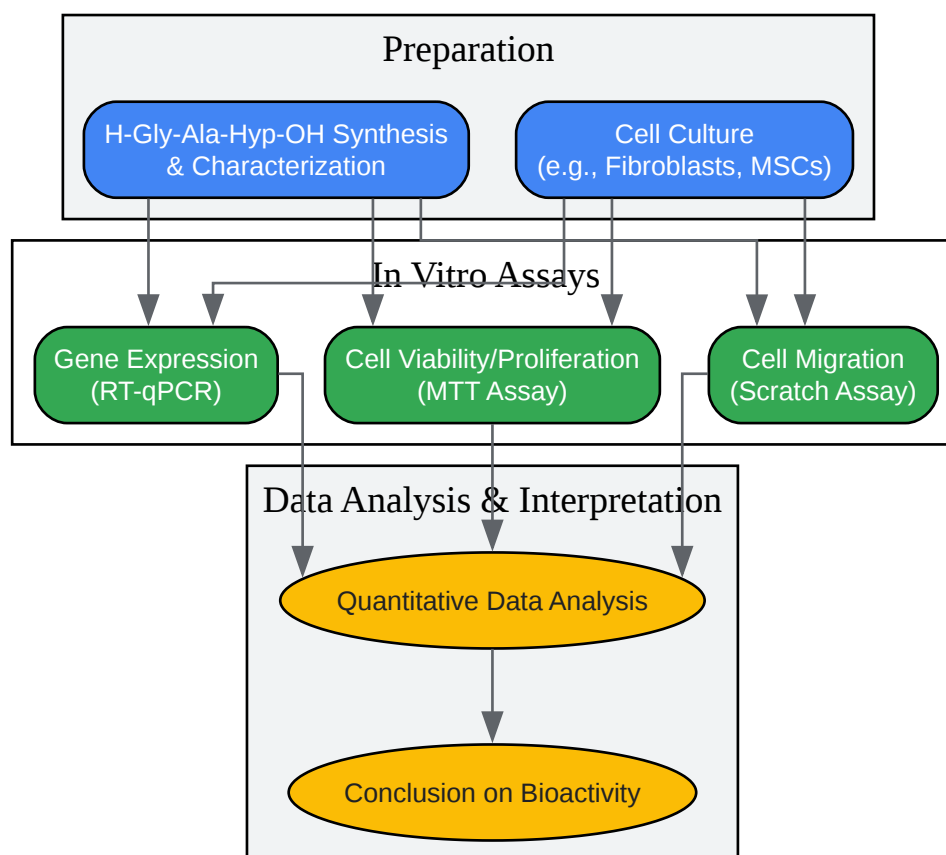 Preparation
H-Gly-Ala-Hyp-OH Synthesis
& Characterization
Cell Culture
(e.g., Fibroblasts, MSCs)
In Vitro Assays
Gene Expression
(RT-qPCR)
Cell Viability/Proliferation
(MTT Assay)
Cell Migration
(Scratch Assay)
Data Analysis & Interpretation
Quantitative Data Analysis
Conclusion on Bioactivity